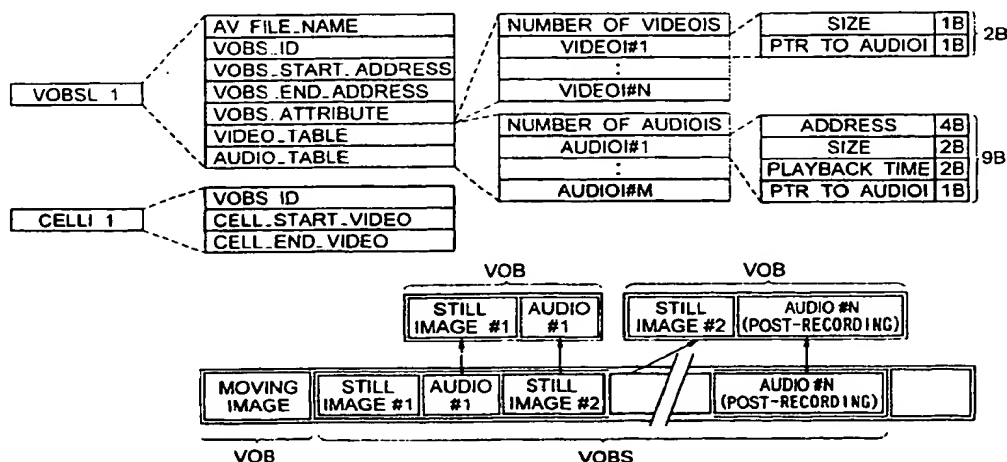 VOBSL 1
AV FILE_NAME
VOBS_ID
VOBS_START_ADDRESS
VOBS_END_ADDRESS
VOBS_ATTRIBUTE
VIDEO_TABLE
AUDIO_TABLE
NUMBER OF VIDEOIS
VIDEOI#1
:
VIDEOI#N
SIZE 1B
PTR TO AUDIOI 1B
2B
NUMBER OF AUDIOIS
AUDIOI#1
:
AUDIOI#M
ADDRESS 4B
SIZE 2B
PLAYBACK TIME 2B
PTR TO AUDIOI 1B
9B
CELLI 1
VOBS ID
CELL_START_VIDEO
CELL_END_VIDEO
VOB
STILL
IMAGE #1
AUDIO
#1
VOB
STILL
IMAGE #2
AUDIO #N
(POST-RECORDING)
MOVING
IMAGE
STILL
IMAGE #1
AUDIO
#1
STILL
IMAGE #2
AUDIO #N
(POST-RECORDING)
VOB
VOBS